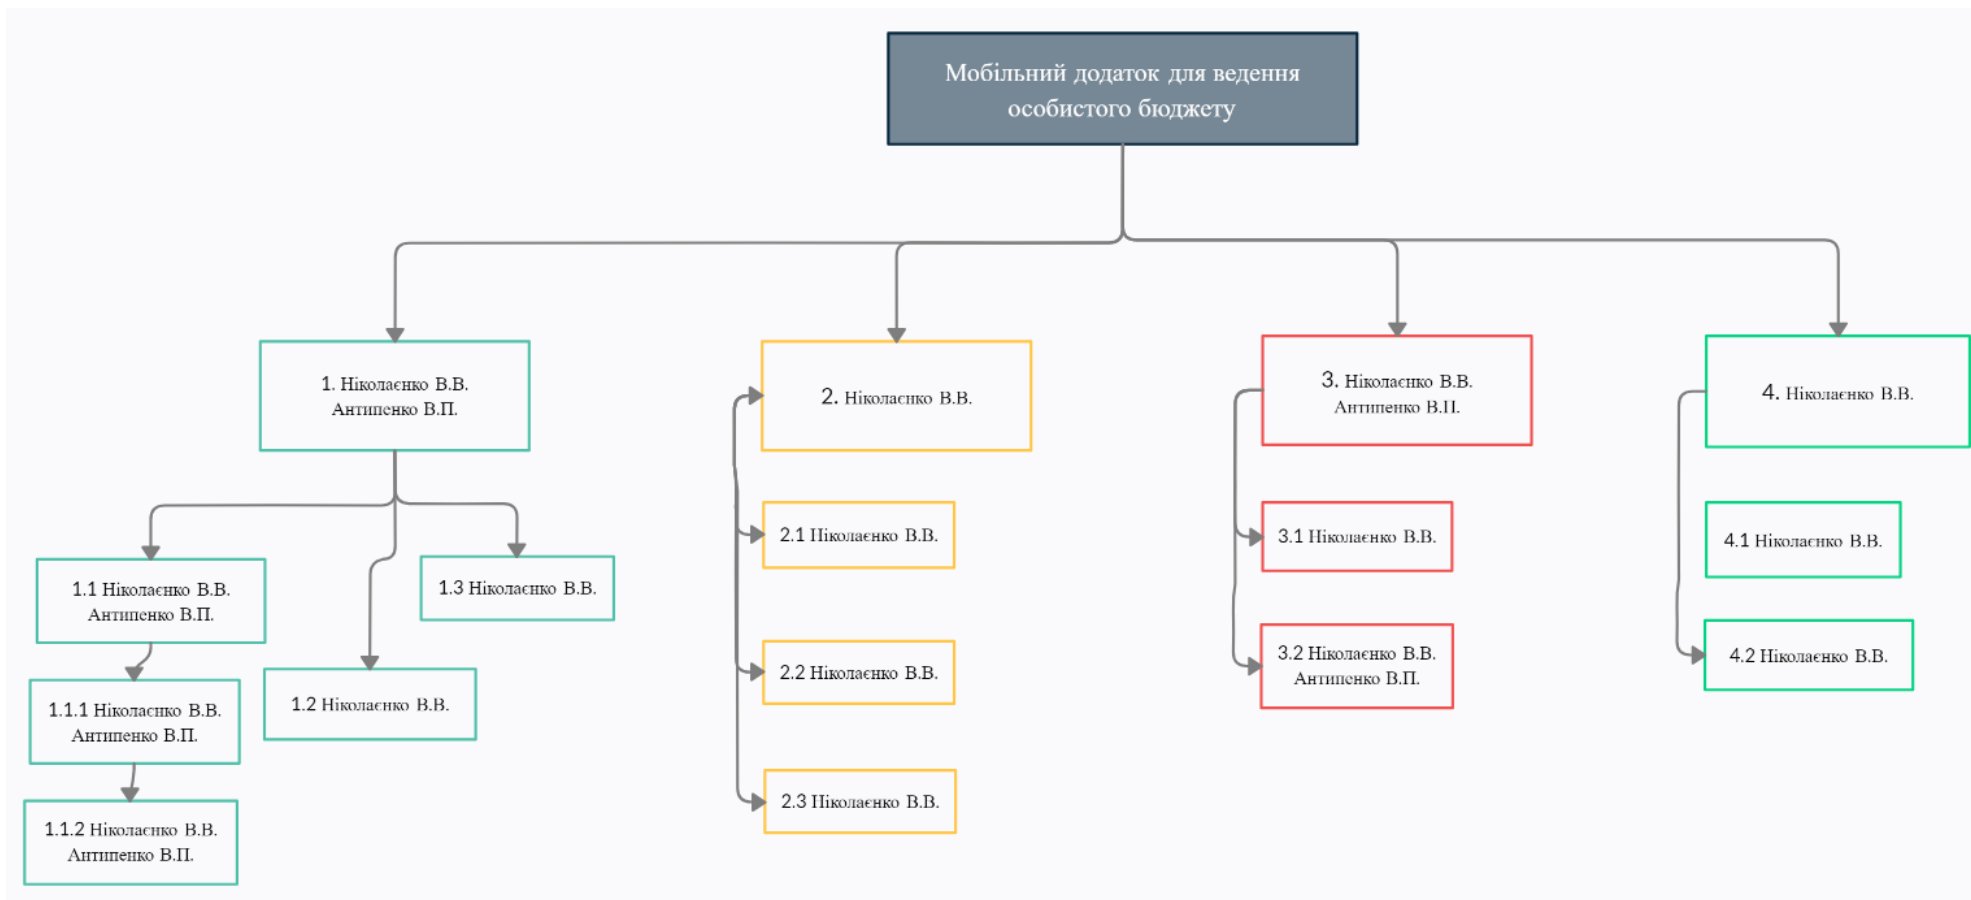 Мобільний додаток для ведення
особистого бюджету
1. Ніколаєнко В.В.
Антипенко В.П.
2. Ніколаєнко В.В.
3. Ніколаєнко В.В.
Антипенко В.П.
4. Ніколаєнко В.В.
1.1 Ніколаєнко В.В.
Антипенко В.П.
1.1.1 Ніколаєнко В.В.
Антипенко В.П.
1.1.2 Ніколаєнко В.В.
Антипенко В.П.
1.2 Ніколаєнко В.В.
1.3 Ніколаєнко В.В.
2.1 Ніколаєнко В.В.
2.2 Ніколаєнко В.В.
2.3 Ніколаєнко В.В.
3.1 Ніколаєнко В.В.
3.2 Ніколаєнко В.В.
Антипенко В.П.
4.1 Ніколаєнко В.В.
4.2 Ніколаєнко В.В.